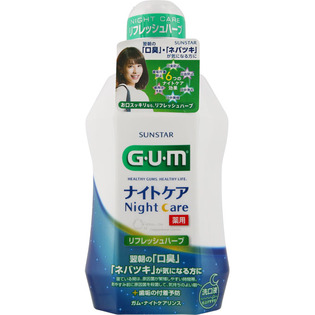 NIGHT CARE
リフレッシュハーブ
SUNSTAR
翌朝の「口臭」・「ネバツキ」
が気になる方に
6つの
ナイトケア
効果
お口スッキリなら、リフレッシュハーブ
SUNSTAR
G・U・M
HEALTHY GUMS. HEALTHY LIFE.
ナイトケア
Night Care
薬用
リフレッシュハーブ
翌朝の「口臭」
「ネバツキ」が気になる方に
+歯垢の付着予防
洗口液
ガム・ナイトケアリンス